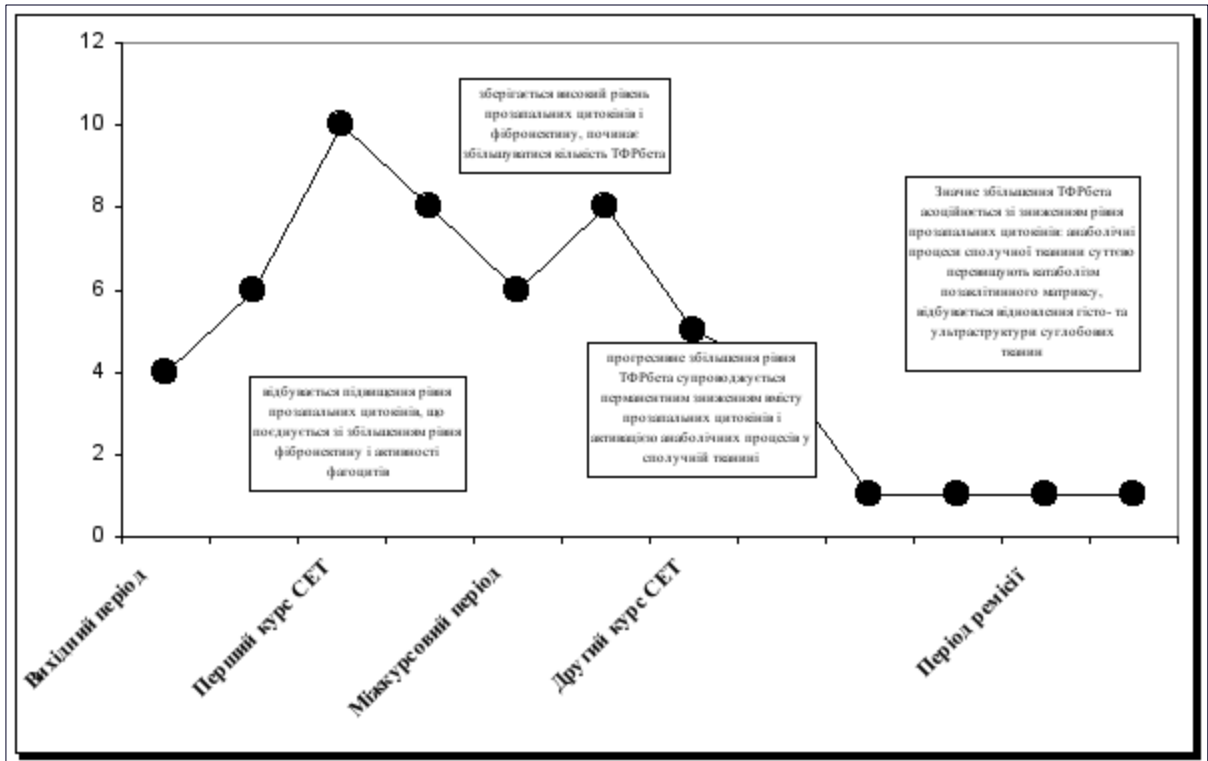 12
10
8
6
4
2
0
зберігається високий рівень
прозапальних цитокінів і
фібронектину, починає
збільшуватися кількість ТФРбета
Значне збільшення ТФРбета
асоційюється зі зниженням рівня
прозапальних цитокінів: анаболічні
процеси сполучної тканини суттєво
перевищують катаболізм
позаклітинного матриксу,
відбувається відновлення гісто- та
ультраструктури суглобових
тканин
відбувається підвищення рівня
прозапальних цитокінів, що
поєднується зі збільшенням рівня
фібронектину і активності
фагоцитів
прогресивне збільшення рівня
ТФРбета супроводжується
перманентним зниженням вмісту
прозапальних цитокінів і
активацією анаболічних процесів у
сполучній тканині
Вихідний період
Перший курс СЕТ
Міжкурсовий період
Другий курс СЕТ
Період ремісії